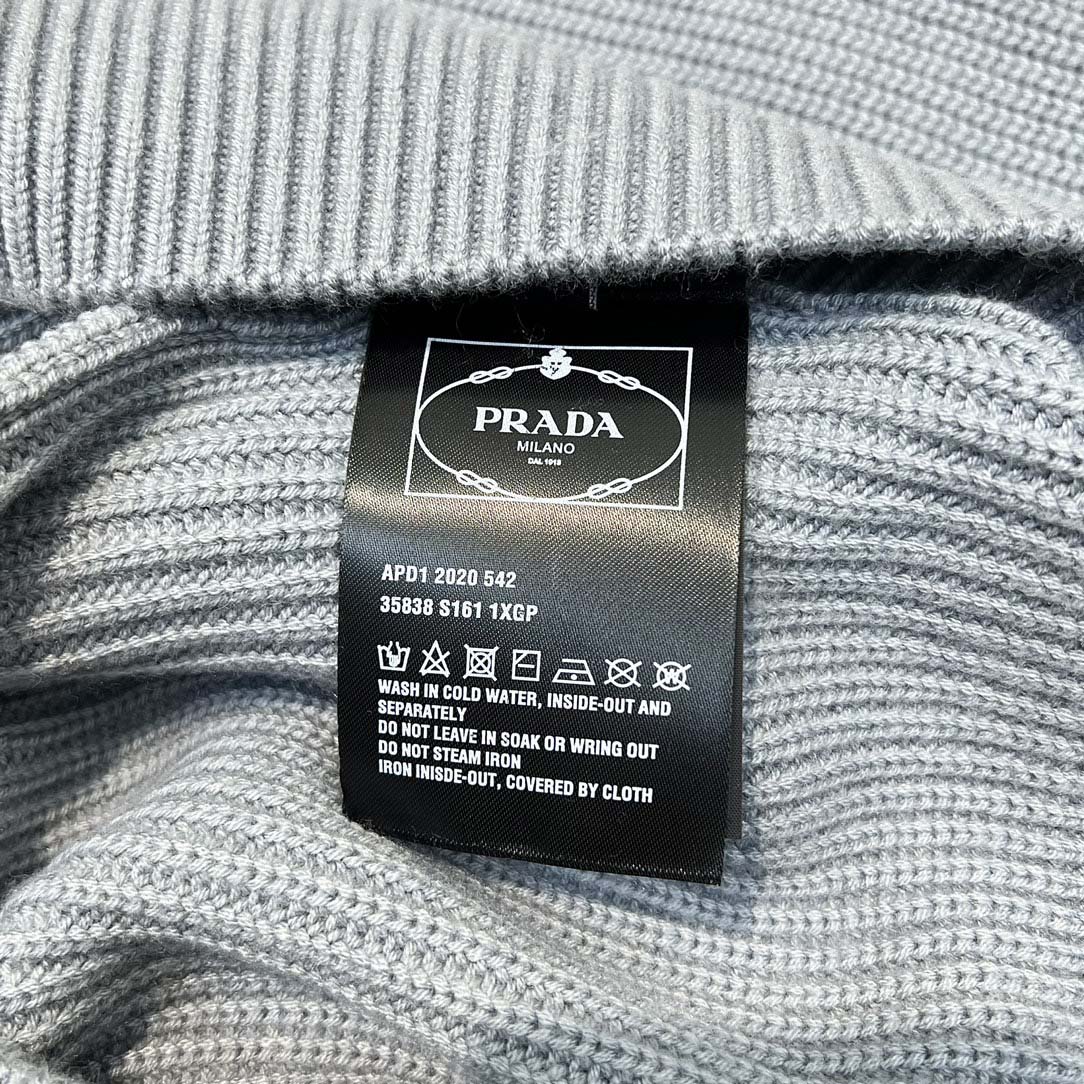 PRADA
MILANO
DAL 1918
APD1 2020 542
35838 S161 1XGP
W
WASH IN COLD WATER, INSIDE-OUT AND
SEPARATELY
DO NOT LEAVE IN SOAK OR WRING OUT
DO NOT STEAM IRON
IRON INISDE-OUT, COVERED BY CLOTH